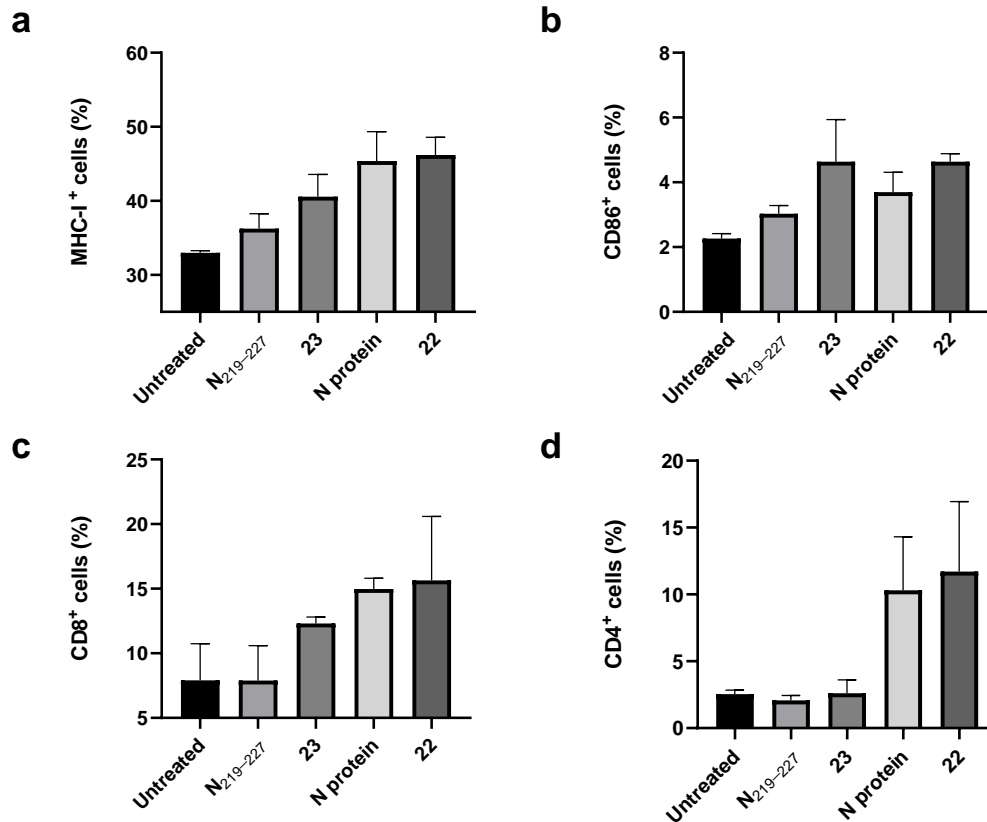 a
MHC-I⁺ cells (%)
60
50
40
30
Untreated
N₂₁₉₋₂₂₇
23
N protein
22
b
CD86⁺ cells (%)
8
6
4
2
0
Untreated
N₂₁₉₋₂₂₇
23
N protein
22
c
CD8⁺ cells (%)
25
20
15
10
5
Untreated
N₂₁₉₋₂₂₇
23
N protein
22
d
CD4⁺ cells (%)
20
15
10
5
0
Untreated
N₂₁₉₋₂₂₇
23
N protein
22